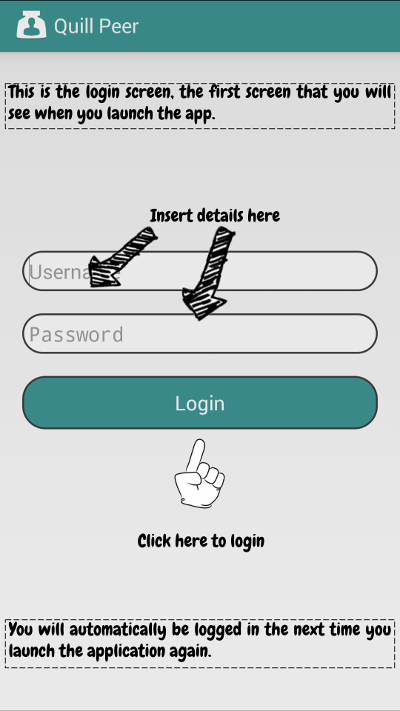 Quill Peer
This is the login screen, the first screen that you will
see when you launch the app.
Insert details here
Password
Login
Click here to login
You will automatically be logged in the next time you
launch the application again.